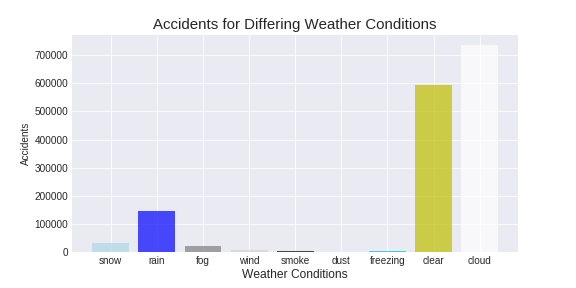 Accidents for Differing Weather Conditions
700000
600000
500000
400000
300000
200000
100000
0
Accidents
snow rain fog wind smoke dust freezing clear cloud
Weather Conditions